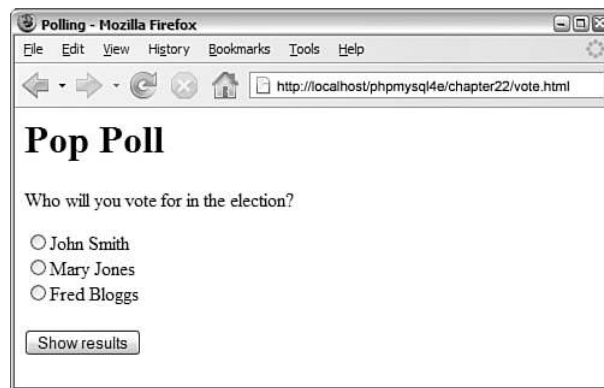 Polling - Mozilla Firefox
File Edit View History Bookmarks Tools Help
http://localhost/phpmysql4e/chapter22/vote.html
Pop Poll
Who will you vote for in the election?
John Smith
Mary Jones
Fred Bloggs
Show results